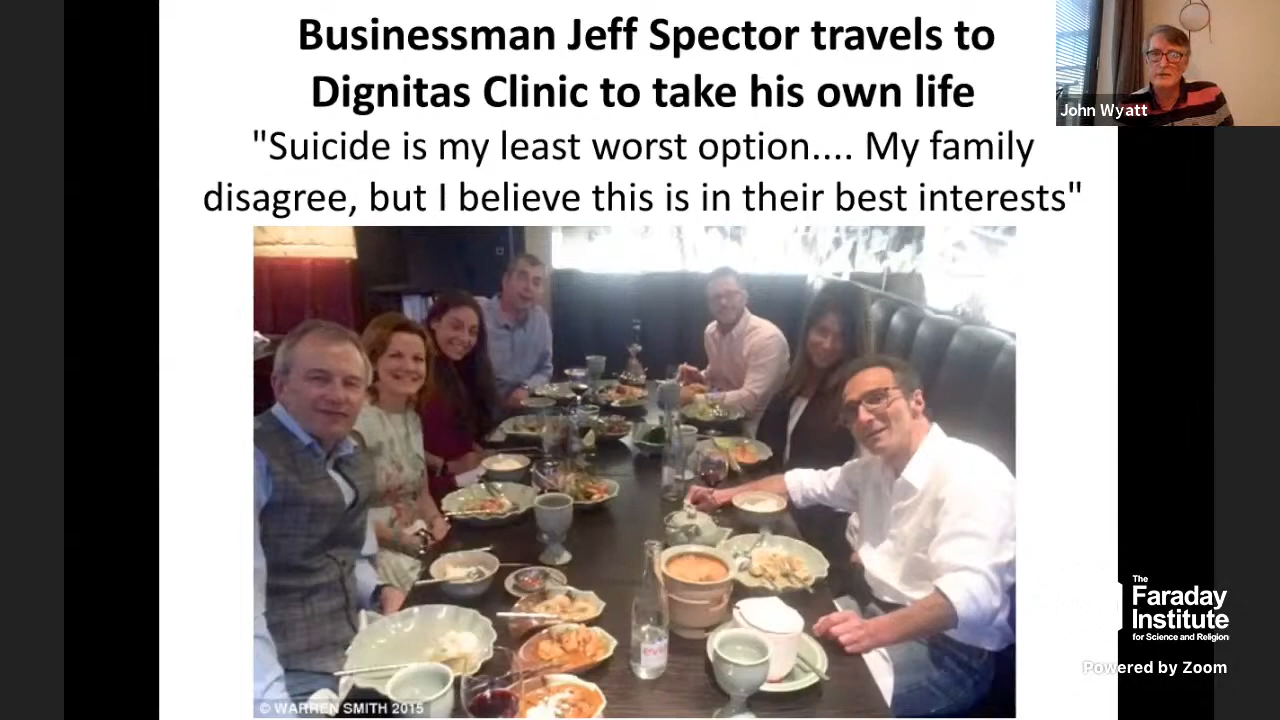 Businessman Jeff Spector travels to
Dignitas Clinic to take his own life
"Suicide is my least worst option.... My family
disagree, but I believe this is in their best interests"
John Wyatt
evian
© WARREN SMITH 2015
The
Faraday
Institute
for Science and Religion
Powered by Zoom